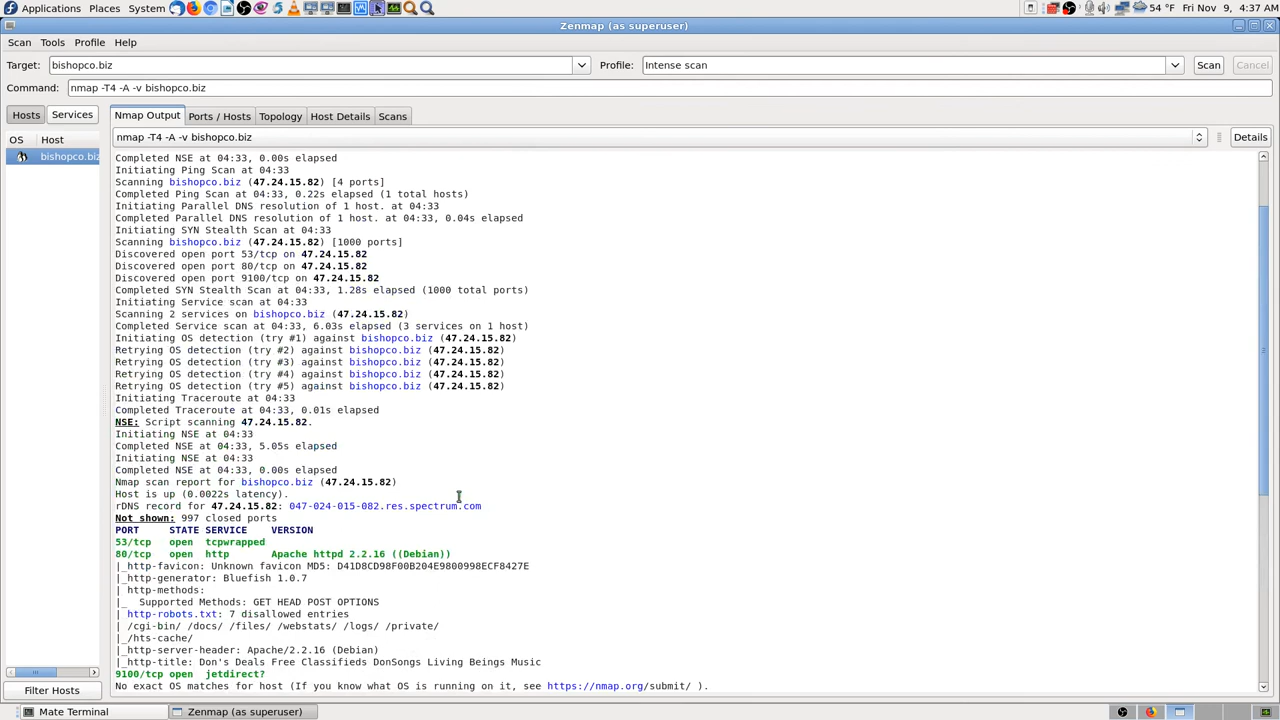 Applications Places System 54 °F Fri Nov 9, 4:37 AM
Zenmap (as superuser)
Scan Tools Profile Help
Target: bishopco.biz Profile: Intense scan Scan Cancel
Command: nmap -T4 -A -v bishopco.biz
Hosts Services Nmap Output Ports / Hosts Topology Host Details Scans
OS Host nmap -T4 -A -v bishopco.biz Details
bishopco.biz
Completed NSE at 04:33, 0.00s elapsed
Initiating Ping Scan at 04:33
Scanning bishopco.biz (47.24.15.82) [4 ports]
Completed Ping Scan at 04:33, 0.22s elapsed (1 total hosts)
Initiating Parallel DNS resolution of 1 host. at 04:33
Completed Parallel DNS resolution of 1 host. at 04:33, 0.04s elapsed
Initiating SYN Stealth Scan at 04:33
Scanning bishopco.biz (47.24.15.82) [1000 ports]
Discovered open port 53/tcp on 47.24.15.82
Discovered open port 80/tcp on 47.24.15.82
Discovered open port 9100/tcp on 47.24.15.82
Completed SYN Stealth Scan at 04:33, 1.28s elapsed (1000 total ports)
Initiating Service scan at 04:33
Scanning 2 services on bishopco.biz (47.24.15.82)
Completed Service scan at 04:33, 6.03s elapsed (3 services on 1 host)
Initiating OS detection (try #1) against bishopco.biz (47.24.15.82)
Retrying OS detection (try #2) against bishopco.biz (47.24.15.82)
Retrying OS detection (try #3) against bishopco.biz (47.24.15.82)
Retrying OS detection (try #4) against bishopco.biz (47.24.15.82)
Retrying OS detection (try #5) against bishopco.biz (47.24.15.82)
Initiating Traceroute at 04:33
Completed Traceroute at 04:33, 0.01s elapsed
NSE: Script scanning 47.24.15.82.
Initiating NSE at 04:33
Completed NSE at 04:33, 5.05s elapsed
Initiating NSE at 04:33
Completed NSE at 04:33, 0.00s elapsed
Nmap scan report for bishopco.biz (47.24.15.82)
Host is up (0.0022s latency).
rDNS record for 47.24.15.82: 047-024-015-082.res.spectrum.com
Not shown: 997 closed ports
PORT STATE SERVICE VERSION
53/tcp open tcpwrapped
80/tcp open http Apache httpd 2.2.16 ((Debian))
|_http-favicon: Unknown favicon MD5: D41D8CD98F00B204E9800998ECF8427E
|_http-generator: Bluefish 1.0.7
| http-methods:
|_ Supported Methods: GET HEAD POST OPTIONS
| http-robots.txt: 7 disallowed entries
| /cgi-bin/ /docs/ /files/ /webstats/ /logs/ /private/
|_/hts-cache/
|_http-server-header: Apache/2.2.16 (Debian)
|_http-title: Don's Deals Free Classifieds DonSongs Living Beings Music
9100/tcp open jetdirect?
No exact OS matches for host (If you know what OS is running on it, see https://nmap.org/submit/ ).
Filter Hosts
Mate Terminal Zenmap (as superuser)